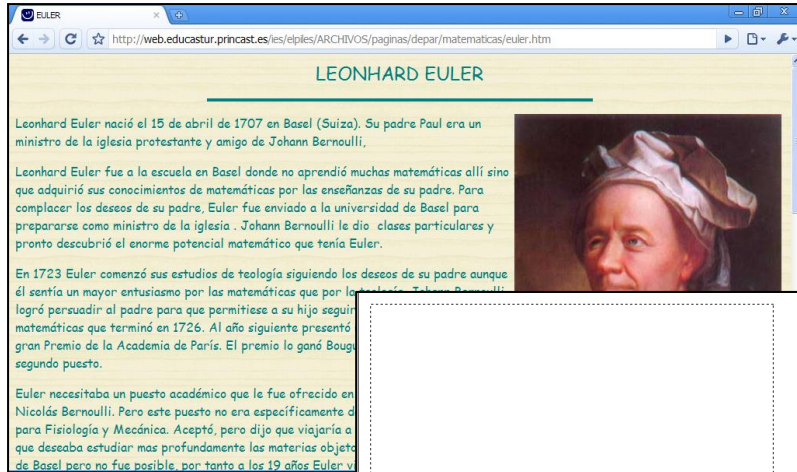 EULER
http://web.educastur.princast.es/ies/elpiles/ARCHIVOS/paginas/depar/matematicas/euler.htm
LEONHARD EULER
Leonhard Euler nació el 15 de abril de 1707 en Basel (Suiza). Su padre Paul era un
ministro de la iglesia protestante y amigo de Johann Bernoulli,
Leonhard Euler fue a la escuela en Basel donde no aprendió muchas matemáticas allí sino
que adquirió sus conocimientos de matemáticas por las enseñanzas de su padre. Para
complacer los deseos de su padre, Euler fue enviado a la universidad de Basel para
prepararse como ministro de la iglesia . Johann Bernoulli le dio clases particulares y
pronto descubrió el enorme potencial matemático que tenía Euler.
En 1723 Euler comenzó sus estudios de teología siguiendo los deseos de su padre aunque
él sentía un mayor entusiasmo por las matemáticas que por la teología. Johann Bernoulli
logró persuadir al padre para que permitiese a su hijo seguir
matemáticas que terminó en 1726. Al año siguiente presentó
gran Premio de la Academia de París. El premio lo ganó
segundo puesto.
Euler necesitaba un puesto académico que le fue ofrecido en
Nicolás Bernoulli. Pero este puesto no era específicamente
para Fisiología y Mecánica. Aceptó, pero dijo que viajaría a
que deseaba estudiar mas profundamente las materias
de Basel pero no fue posible, por tanto a los 19 años Euler